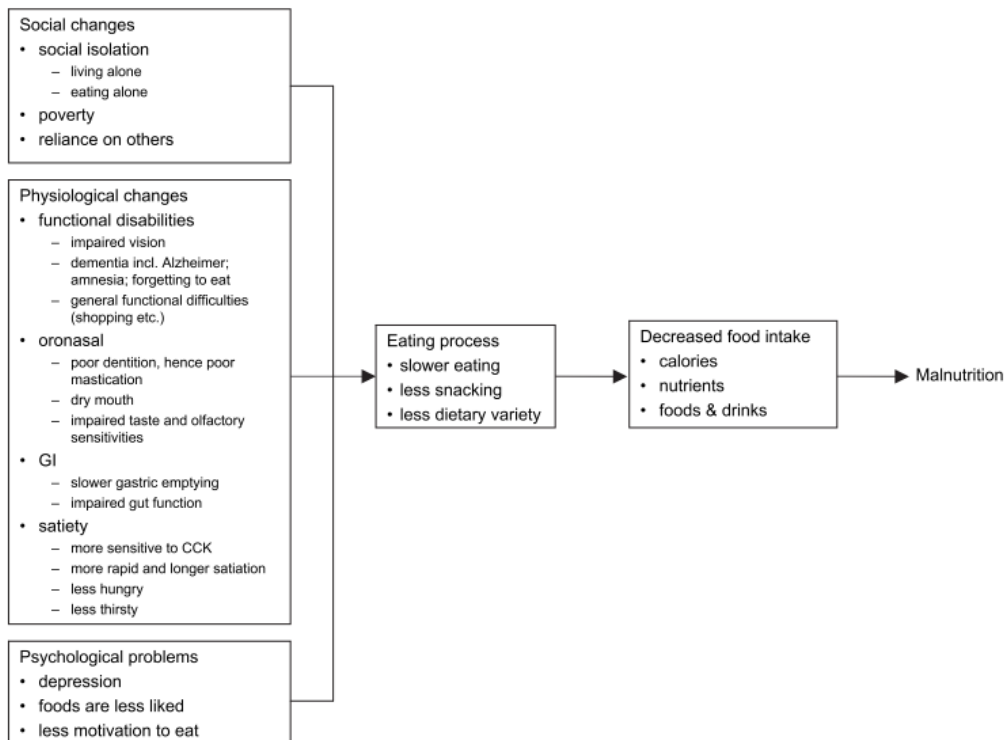 Social changes
• social isolation
– living alone
– eating alone
• poverty
• reliance on others
Physiological changes
• functional disabilities
– impaired vision
– dementia incl. Alzheimer;
amnesia; forgetting to eat
– general functional difficulties
(shopping etc.)
• oronasal
– poor dentition, hence poor
mastication
– dry mouth
– impaired taste and olfactory
sensitivities
• GI
– slower gastric emptying
– impaired gut function
• satiety
– more sensitive to CCK
– more rapid and longer satiation
– less hungry
– less thirsty
Psychological problems
• depression
• foods are less liked
• less motivation to eat
Eating process
• slower eating
• less snacking
• less dietary variety
Decreased food intake
• calories
• nutrients
• foods & drinks
Malnutrition